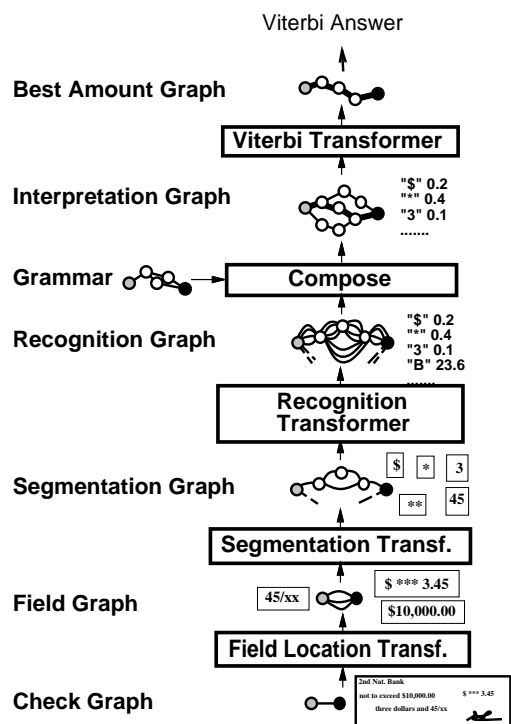 Viterbi Answer
Best Amount Graph
Viterbi Transformer
Interpretation Graph
"$" 0.2
"*" 0.4
"3" 0.1
.......
Grammar
Compose
Recognition Graph
"$" 0.2
"*" 0.4
"3" 0.1
"B" 23.6
.......
Recognition
Transformer
$ * 3
Segmentation Graph
** 45
Segmentation Transf.
Field Graph
45/xx
$ *** 3.45
$10,000.00
Field Location Transf.
Check Graph
2nd Nat. Bank
not to exceed $10,000.00 $ *** 3.45
three dollars and 45/xx